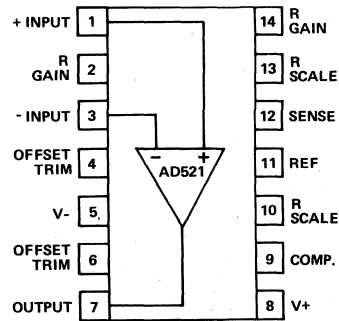 + INPUT 1
R
GAIN 2
- INPUT 3
OFFSET
TRIM 4
V- 5
OFFSET
TRIM 6
OUTPUT 7
- +
AD521
14 R
GAIN
13 R
SCALE
12 SENSE
11 REF
10 R
SCALE
9 COMP.
8 V+